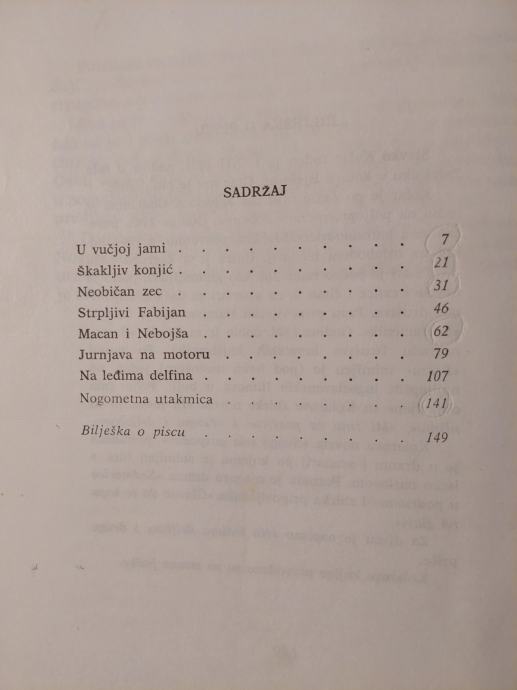 SADRŽAJ
U vučjoj jami . . . . . . . . . . 7
Škakljiv konjić . . . . . . . . . . 21
Neobičan zec . . . . . . . . . . 31
Strpljivi Fabijan . . . . . . . . . 46
Macan i Nebojša . . . . . . . . . 62
Jurnjava na motoru . . . . . . . . 79
Na leđima delfina . . . . . . . . . 107
Nogometna utakmica . . . . . . . . 141
Bilješka o piscu . . . . . . . . . 149